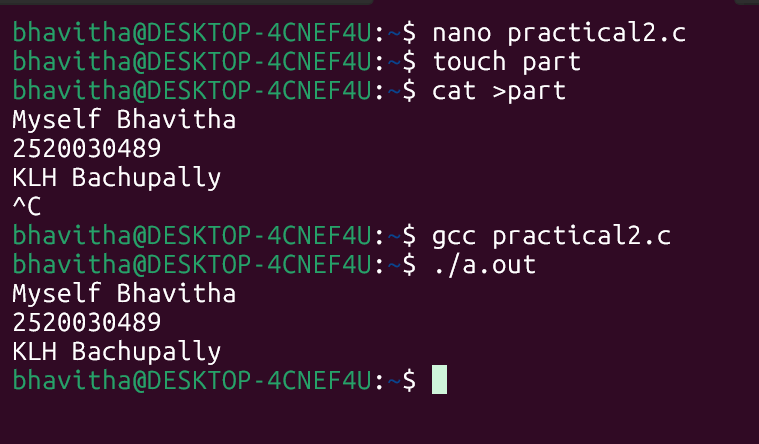 bhavitha@DESKTOP-4CNEF4U:~$ nano practical2.c
bhavitha@DESKTOP-4CNEF4U:~$ touch part
bhavitha@DESKTOP-4CNEF4U:~$ cat >part
Myself Bhavitha
2520030489
KLH Bachupally
^C
bhavitha@DESKTOP-4CNEF4U:~$ gcc practical2.c
bhavitha@DESKTOP-4CNEF4U:~$ ./a.out
Myself Bhavitha
2520030489
KLH Bachupally
bhavitha@DESKTOP-4CNEF4U:~$